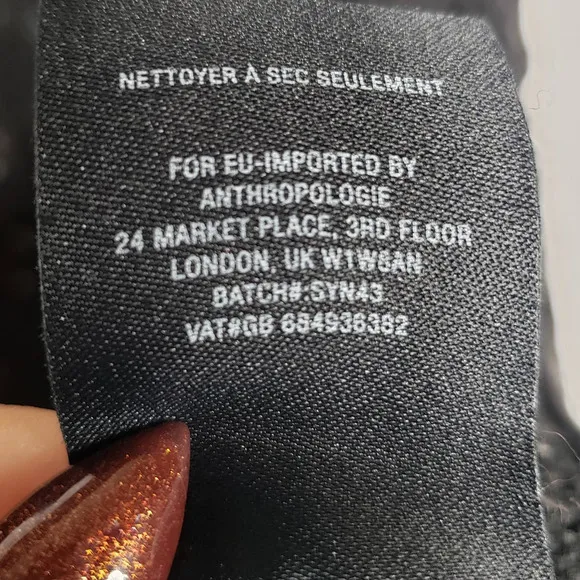 NETTOYER À SEC SEULEMENT
FOR EU-IMPORTED BY
ANTHROPOLOGIE
24 MARKET PLACE, 3RD FLOOR
LONDON, UK W1W8AN
BATCH#:SYN43
VAT#GB 684936382